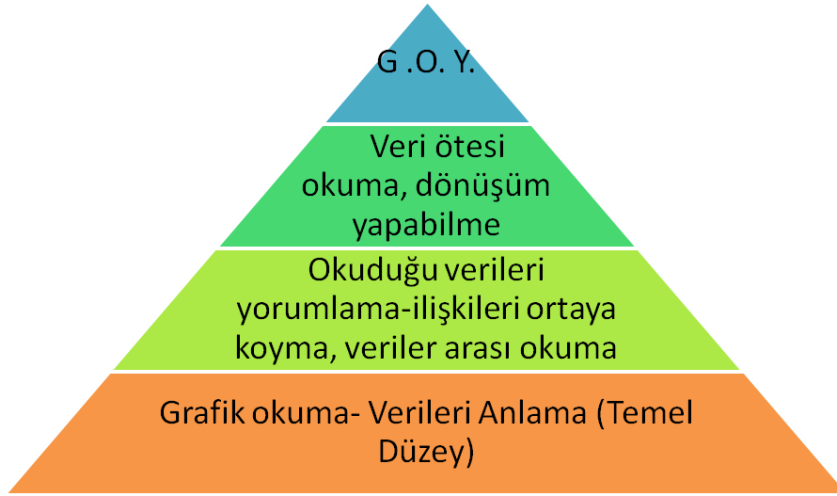 G .O. Y.
Veri ötesi
okuma, dönüşüm
yapabilme
Okuduğu verileri
yorumlama-ilişkileri ortaya
koyma, veriler arası okuma
Grafik okuma- Verileri Anlama (Temel
Düzey)